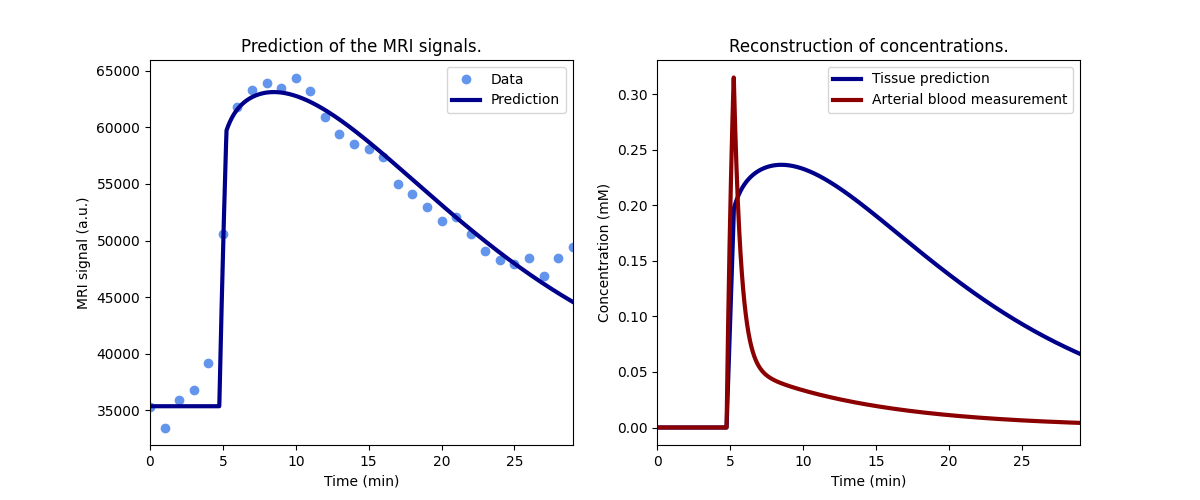 Prediction of the MRI signals.
MRI signal (a.u.)
65000
60000
55000
50000
45000
40000
35000
Data
Prediction
0
5
10
15
20
25
Time (min)
Reconstruction of concentrations.
Concentration (mM)
0.30
0.25
0.20
0.15
0.10
0.05
0.00
Tissue prediction
Arterial blood measurement
0
5
10
15
20
25
Time (min)